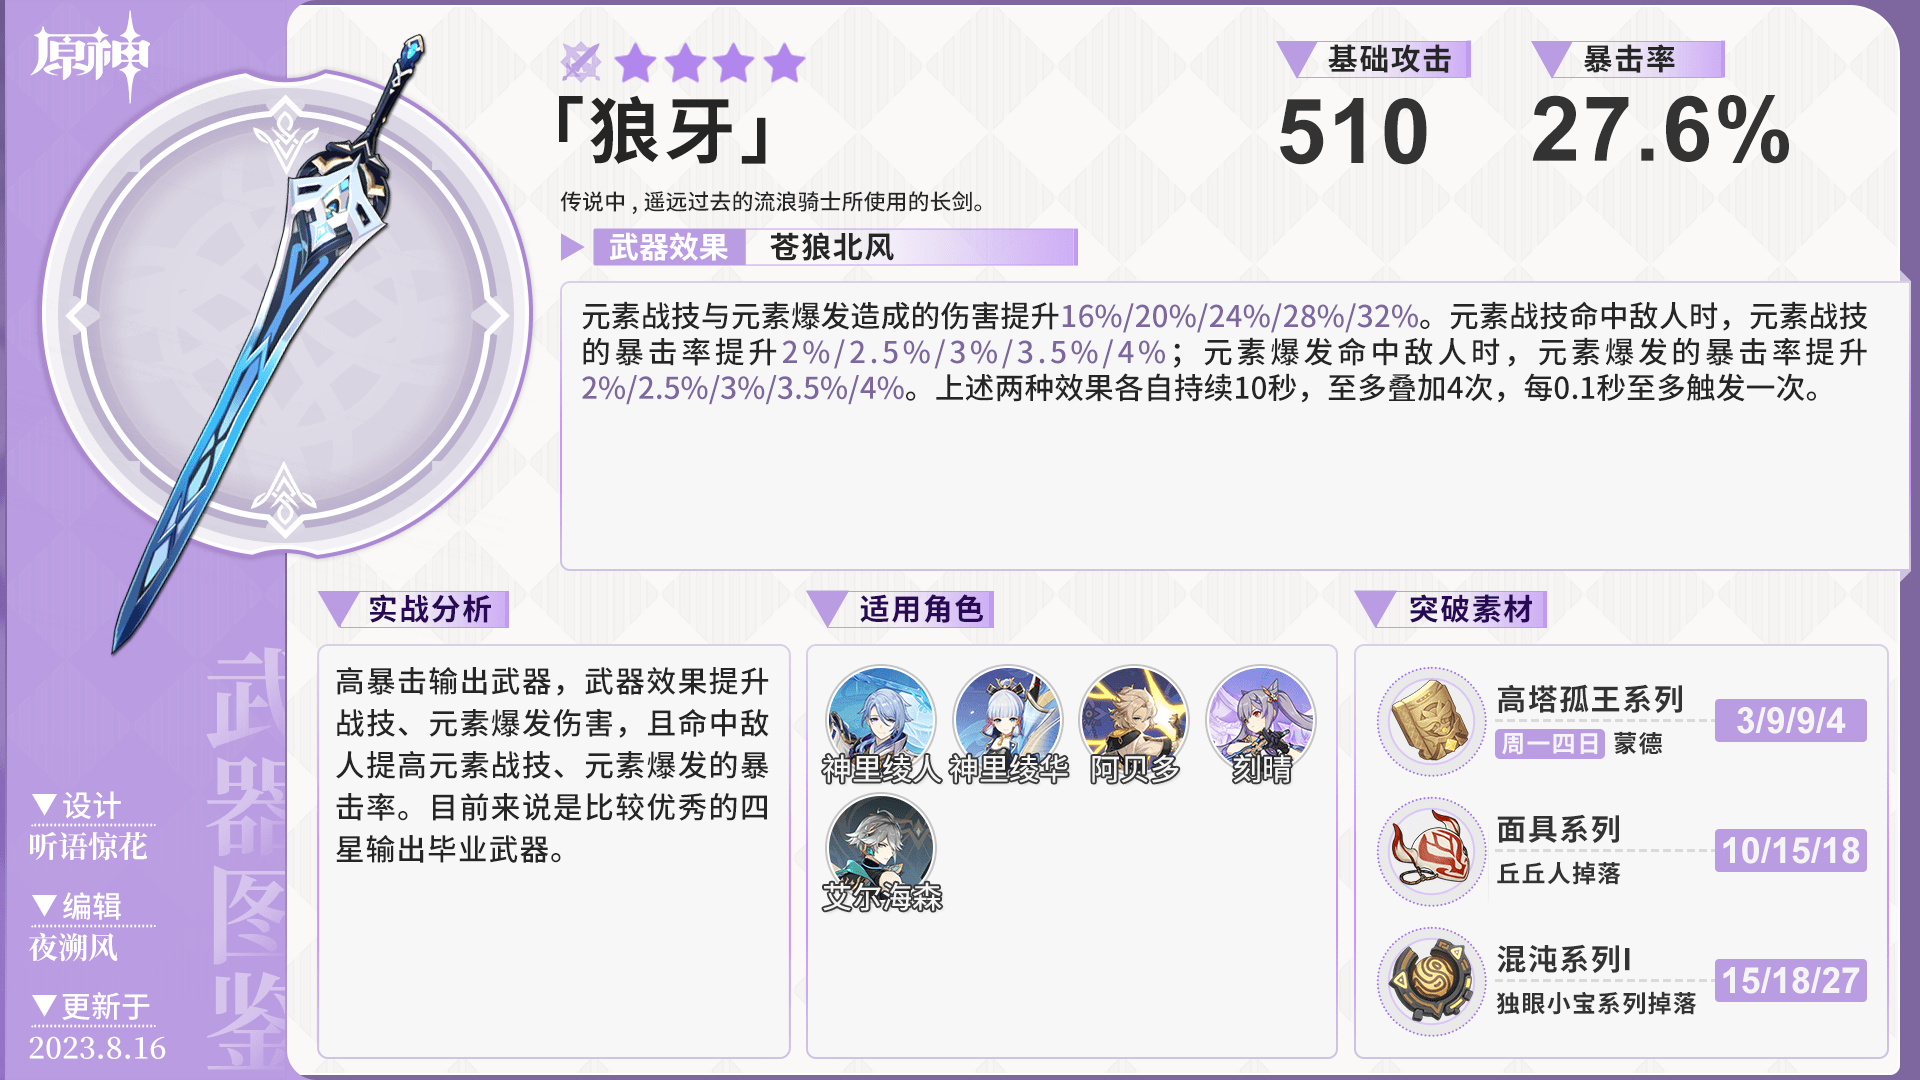 原神
「狼牙」
传说中，遥远过去的流浪骑士所使用的长剑。
基础攻击
510
暴击率
27.6%
武器效果
苍狼北风
元素战技与元素爆发造成的伤害提升16%/20%/24%/28%/32%。元素战技命中敌人时，元素战技
的暴击率提升2%/2.5%/3%/3.5%/4%；元素爆发命中敌人时，元素爆发的暴击率提升
2%/2.5%/3%/3.5%/4%。上述两种效果各自持续10秒，至多叠加4次，每0.1秒至多触发一次。
实战分析
高暴击输出武器，武器效果提升
战技、元素爆发伤害，且命中敌
人提高元素战技、元素爆发的暴
击率。目前来说是比较优秀的四
星输出毕业武器。
适用角色
神里绫人 神里绫华 阿贝多 刻晴
艾尔海森
突破素材
高塔孤王系列
周一四日 蒙德
3/9/9/4
面具系列
丘丘人掉落
10/15/18
混沌系列I
独眼小宝系列掉落
15/18/27
武器图鉴
▼设计
听语惊花
▼编辑
夜溯风
▼更新于
2023.8.16